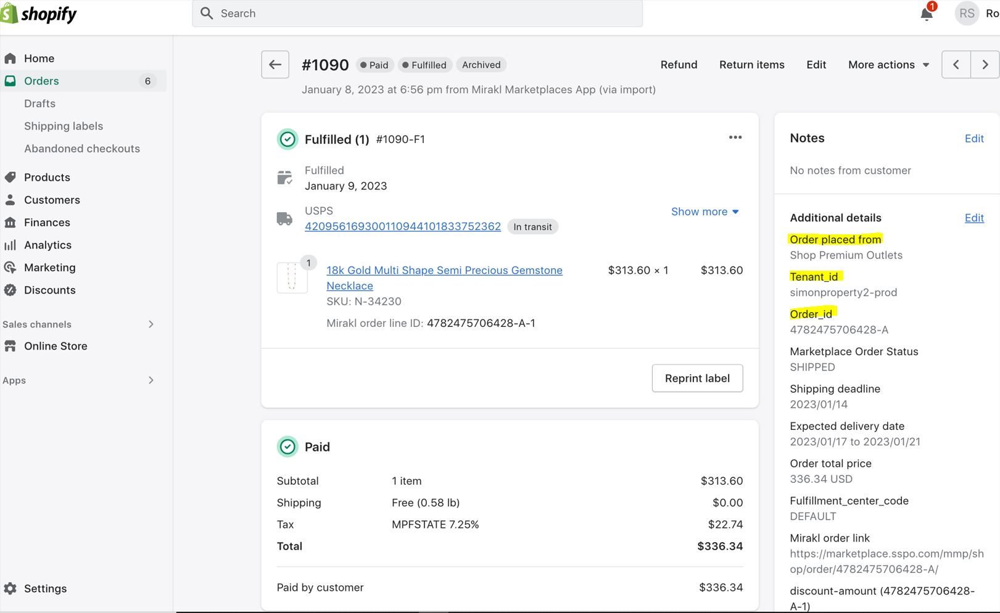 shopify
Search
1
RS
Ro
Home
Orders 6
Drafts
Shipping labels
Abandoned checkouts
Products
Customers
Finances
Analytics
Marketing
Discounts
Sales channels
Online Store
Apps
Settings
#1090 Paid Fulfilled Archived
Refund Return items Edit More actions
January 8, 2023 at 6:56 pm from Mirakl Marketplaces App (via import)
Fulfilled (1) #1090-F1
Fulfilled
January 9, 2023
USPS
Show more
4209561693001109441018337​52362 In transit
1
18k Gold Multi Shape Semi Precious Gemstone
Necklace
$313.60 × 1 $313.60
SKU: N-34230
Mirakl order line ID: 4782475706428-A-1
Reprint label
Paid
Subtotal 1 item $313.60
Shipping Free (0.58 lb) $0.00
Tax MPFSTATE 7.25% $22.74
Total $336.34
Paid by customer $336.34
Notes Edit
No notes from customer
Additional details Edit
Order placed from
Shop Premium Outlets
Tenant_id
simonproperty2-prod
Order_id
4782475706428-A
Marketplace Order Status
SHIPPED
Shipping deadline
2023/01/14
Expected delivery date
2023/01/17 to 2023/01/21
Order total price
336.34 USD
Fulfillment_center_code
DEFAULT
Mirakl order link
https://marketplace.sspo.com/mmp/sh
op/order/4782475706428-A/
discount-amount (4782475706428-
A-1)